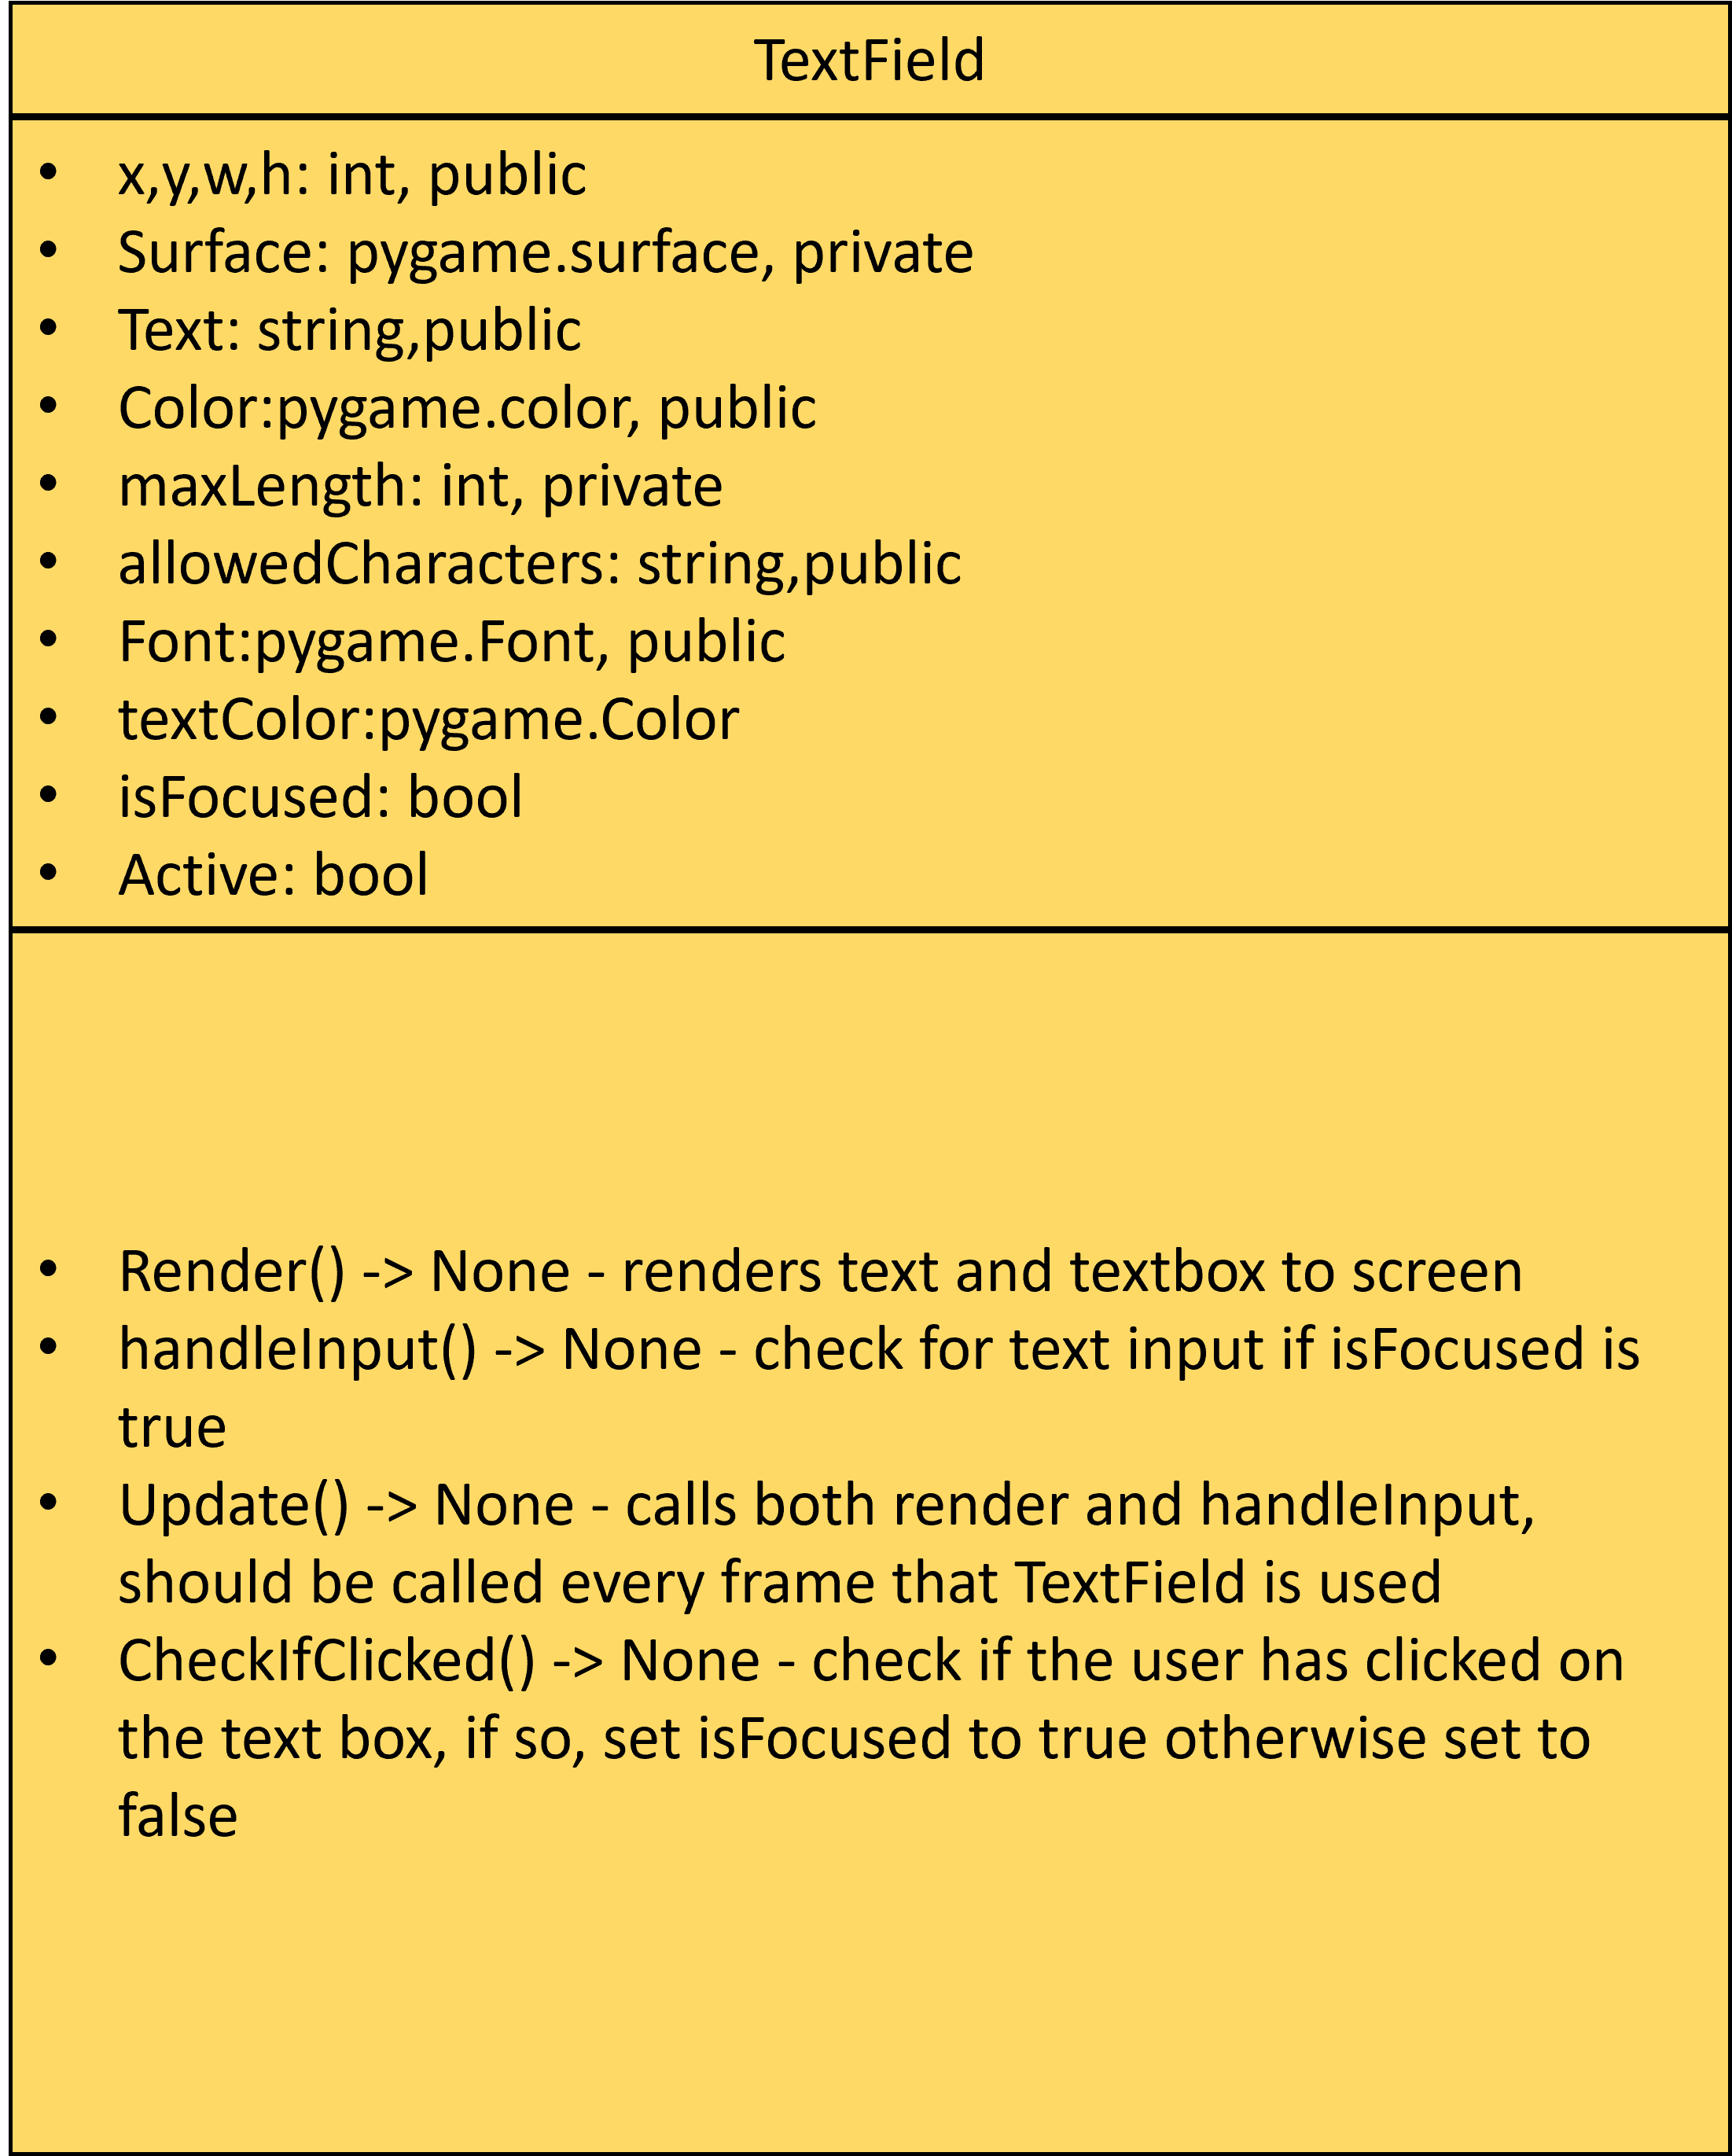 TextField
• x,y,w,h: int, public
• Surface: pygame.surface, private
• Text: string,public
• Color:pygame.color, public
• maxLength: int, private
• allowedCharacters: string,public
• Font:pygame.Font, public
• textColor:pygame.Color
• isFocused: bool
• Active: bool
• Render() -> None - renders text and textbox to screen
• handleInput() -> None - check for text input if isFocused is
true
• Update() -> None - calls both render and handleInput,
should be called every frame that TextField is used
• CheckIfClicked() -> None - check if the user has clicked on
the text box, if so, set isFocused to true otherwise set to
false